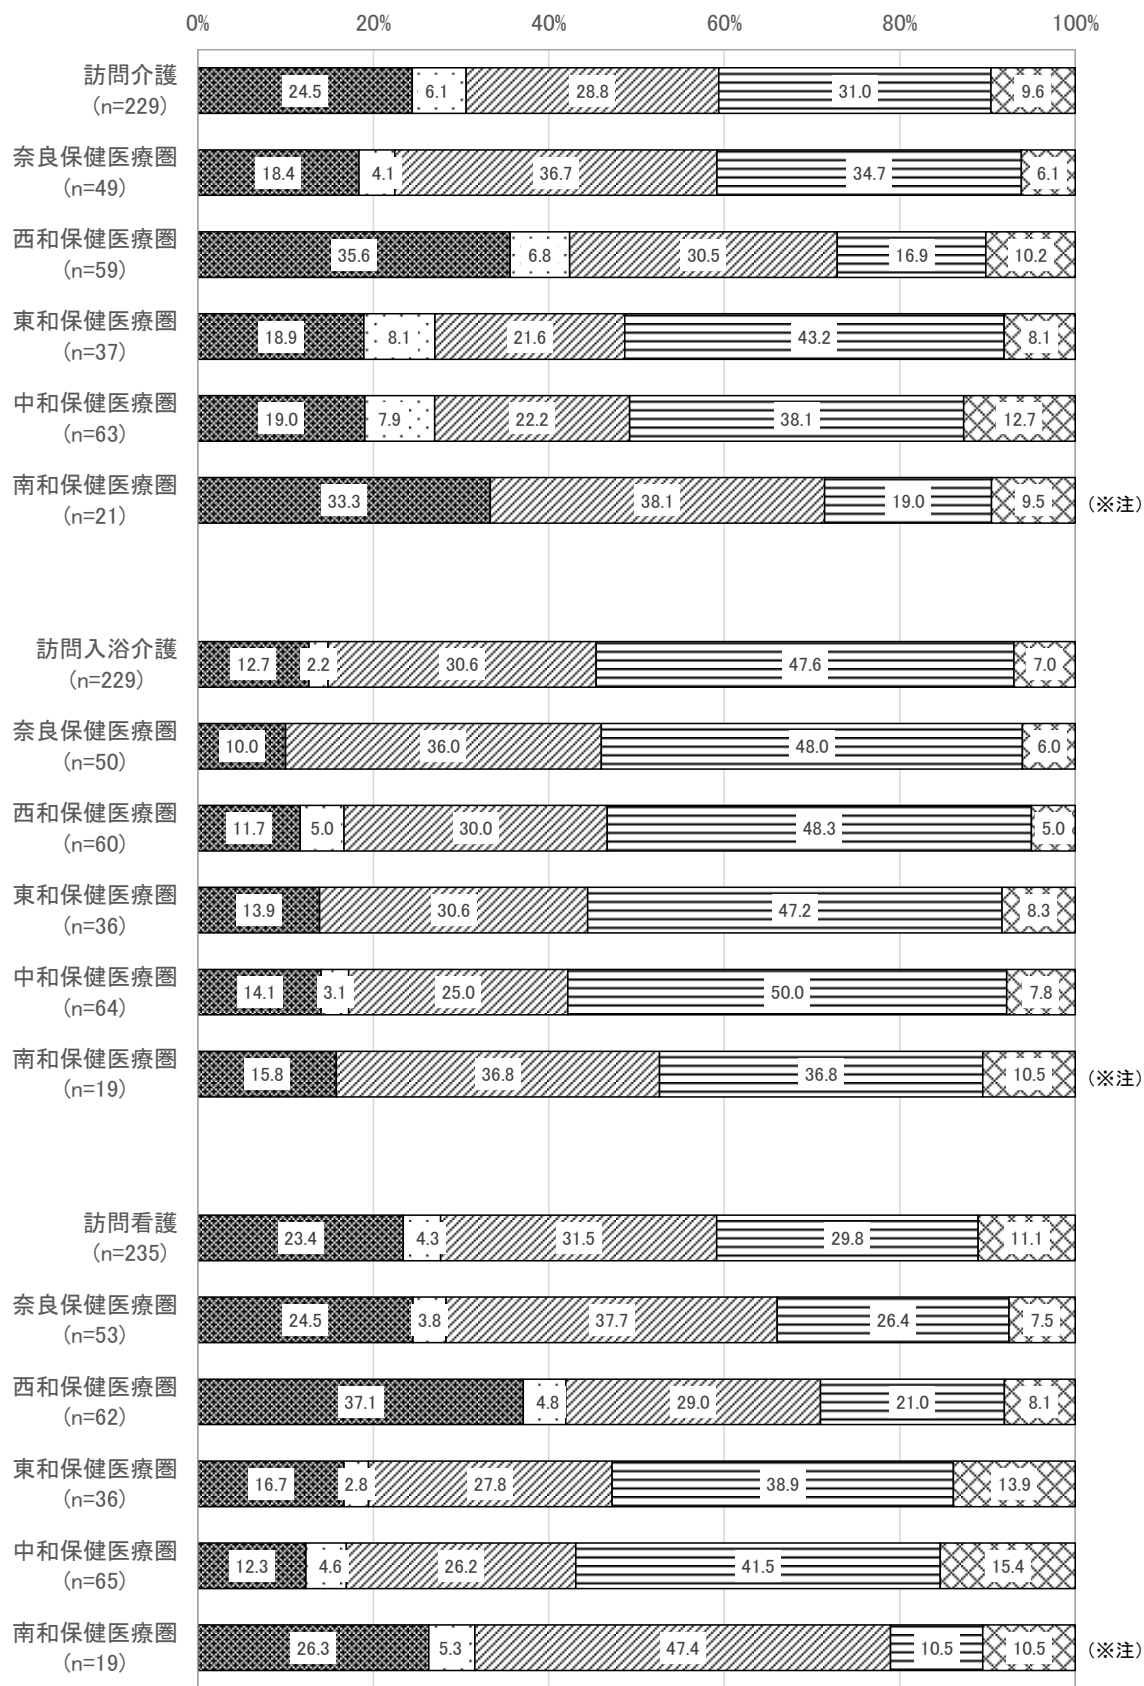 0% 20% 40% 60% 80% 100%
訪問介護
(n=229)
24.5 6.1 28.8 31.0 9.6
奈良保健医療圏
(n=49)
18.4 4.1 36.7 34.7 6.1
西和保健医療圏
(n=59)
35.6 6.8 30.5 16.9 10.2
東和保健医療圏
(n=37)
18.9 8.1 21.6 43.2 8.1
中和保健医療圏
(n=63)
19.0 7.9 22.2 38.1 12.7
南和保健医療圏
(n=21)
33.3 38.1 19.0 9.5 (※注)
訪問入浴介護
(n=229)
12.7 2.2 30.6 47.6 7.0
奈良保健医療圏
(n=50)
10.0 36.0 48.0 6.0
西和保健医療圏
(n=60)
11.7 5.0 30.0 48.3 5.0
東和保健医療圏
(n=36)
13.9 30.6 47.2 8.3
中和保健医療圏
(n=64)
14.1 3.1 25.0 50.0 7.8
南和保健医療圏
(n=19)
15.8 36.8 36.8 10.5 (※注)
訪問看護
(n=235)
23.4 4.3 31.5 29.8 11.1
奈良保健医療圏
(n=53)
24.5 3.8 37.7 26.4 7.5
西和保健医療圏
(n=62)
37.1 4.8 29.0 21.0 8.1
東和保健医療圏
(n=36)
16.7 2.8 27.8 38.9 13.9
中和保健医療圏
(n=65)
12.3 4.6 26.2 41.5 15.4
南和保健医療圏
(n=19)
26.3 5.3 47.4 10.5 10.5 (※注)